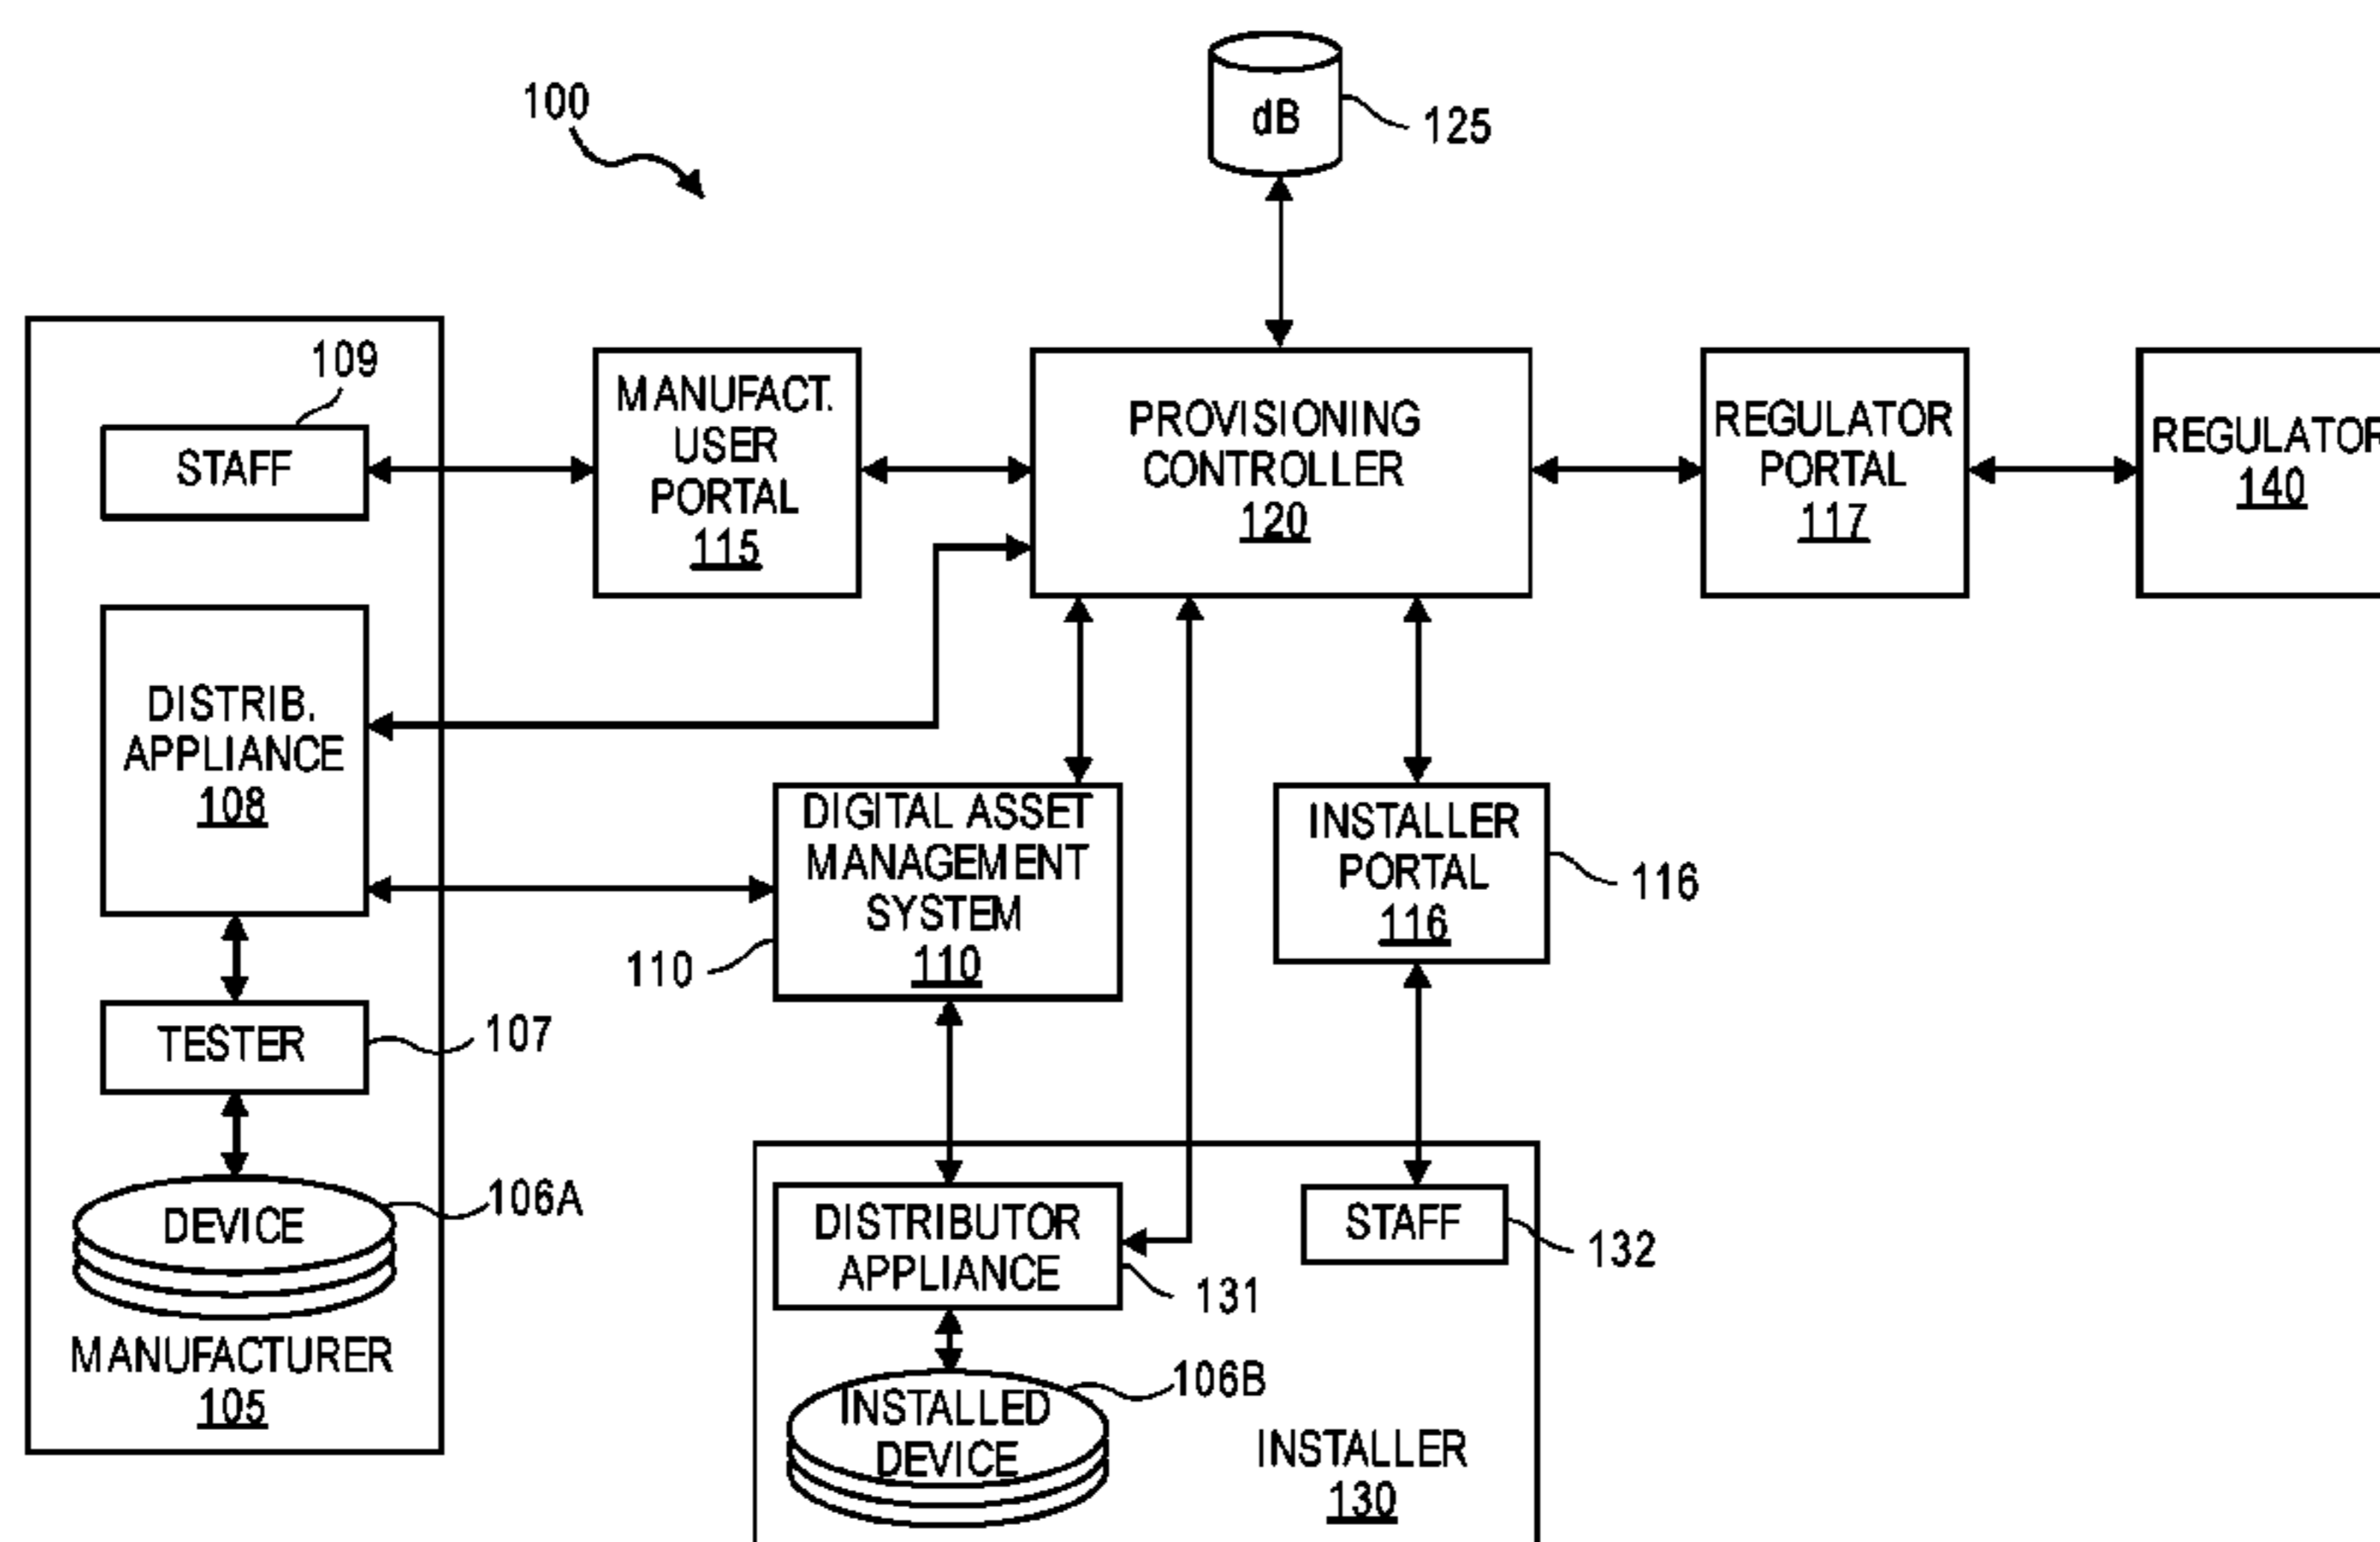 100
dB
125
109
STAFF
MANUFACT.
USER
PORTAL
115
PROVISIONING
CONTROLLER
120
REGULATOR
PORTAL
117
REGULATOR
140
DISTRIB.
APPLIANCE
108
DIGITAL ASSET
MANAGEMENT
SYSTEM
110
110
INSTALLER
PORTAL
116
116
TESTER
107
DEVICE
106A
MANUFACTURER
105
DISTRIBUTOR
APPLIANCE
131
STAFF
132
INSTALLED
DEVICE
106B
INSTALLER
130